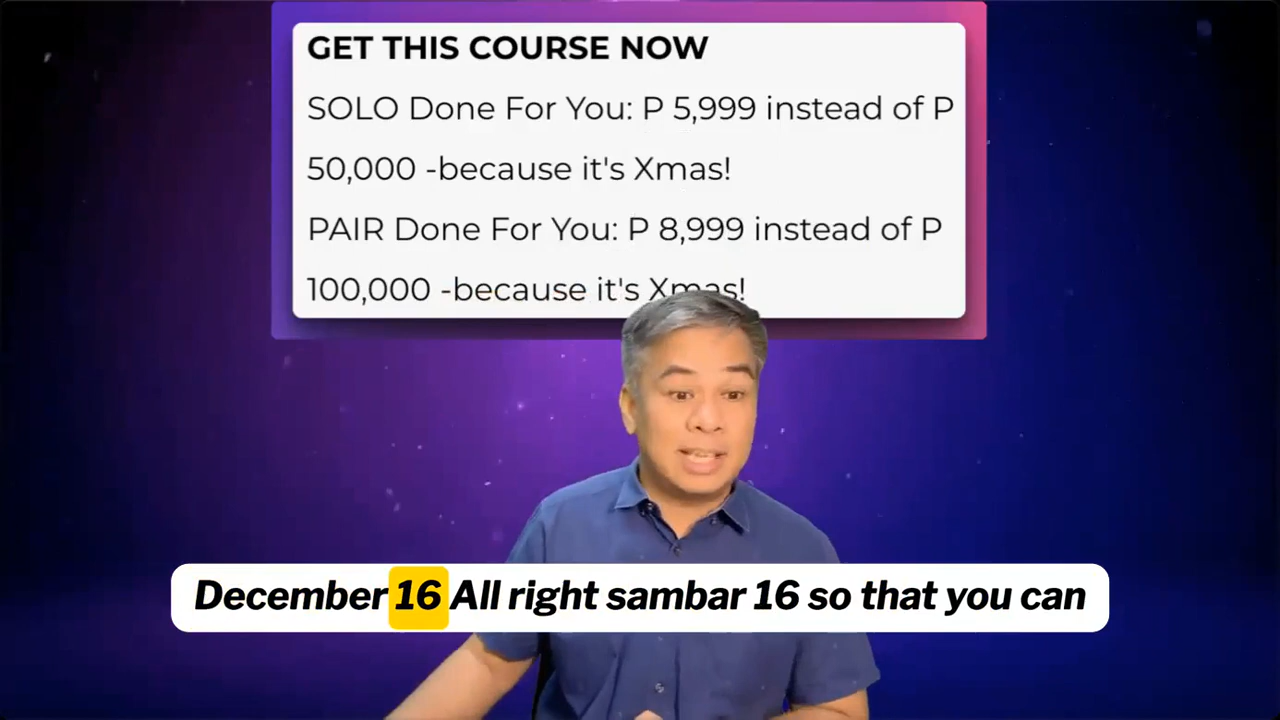 GET THIS COURSE NOW
SOLO Done For You: P 5,999 instead of P
50,000 -because it's Xmas!
PAIR Done For You: P 8,999 instead of P
100,000 -because it's Xmas!
December 16 All right sambar 16 so that you can